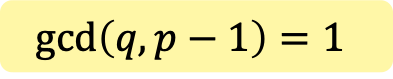 gcd(q, p − 1) = 1